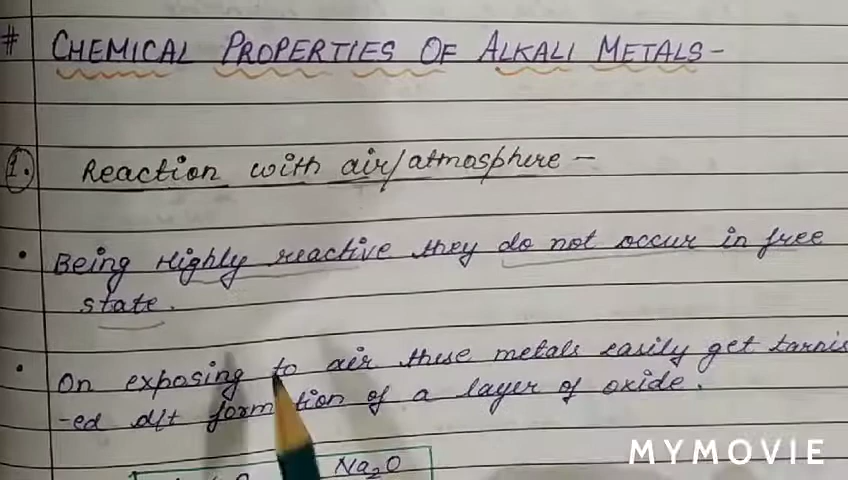 # CHEMICAL PROPERTIES OF ALKALI METALS-
1. Reaction with air/atmosphere -
• Being Highly reactive they do not occur in free
state.
• On exposing to air these metals easily get tarnis
-ed d/t formation of a layer of oxide.
Na₂O
MYMOVIE